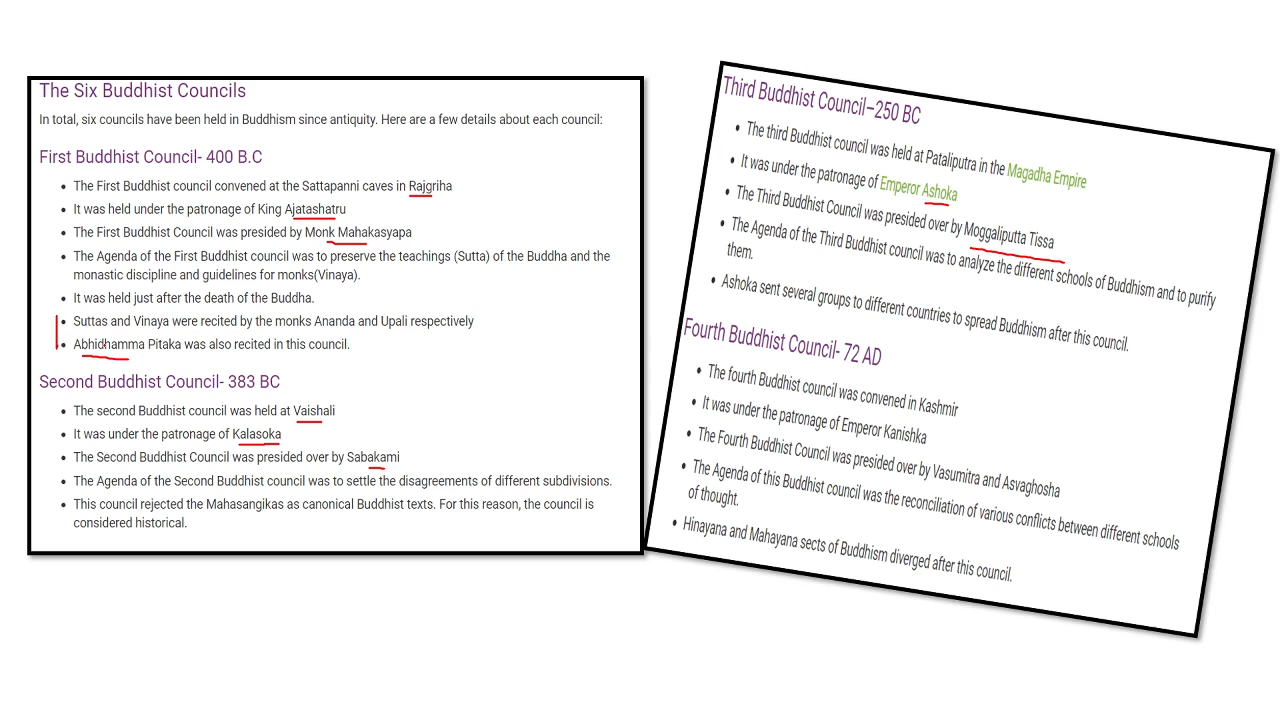 The Six Buddhist Councils
In total, six councils have been held in Buddhism since antiquity. Here are a few details about each council:
First Buddhist Council- 400 B.C
• The First Buddhist council convened at the Sattapanni caves in Rajgriha
• It was held under the patronage of King Ajatashatru
• The First Buddhist Council was presided by Monk Mahakasyapa
• The Agenda of the First Buddhist council was to preserve the teachings (Sutta) of the Buddha and the
monastic discipline and guidelines for monks(Vinaya).
• It was held just after the death of the Buddha.
• Suttas and Vinaya were recited by the monks Ananda and Upali respectively
• Abhidhamma Pitaka was also recited in this council.
Second Buddhist Council- 383 BC
• The second Buddhist council was held at Vaishali
• It was under the patronage of Kalasoka
• The Second Buddhist Council was presided over by Sabakami
• The Agenda of the Second Buddhist council was to settle the disagreements of different subdivisions.
• This council rejected the Mahasangikas as canonical Buddhist texts. For this reason, the council is
considered historical.
Third Buddhist Council–250 BC
• The third Buddhist council was held at Pataliputra in the Magadha Empire
• It was under the patronage of Emperor Ashoka
• The Third Buddhist Council was presided over by Moggaliputta Tissa
• The Agenda of the Third Buddhist council was to analyze the different schools of Buddhism and to purify
them.
• Ashoka sent several groups to different countries to spread Buddhism after this council.
Fourth Buddhist Council- 72 AD
• The fourth Buddhist council was convened in Kashmir
• It was under the patronage of Emperor Kanishka
• The Fourth Buddhist Council was presided over by Vasumitra and Asvaghosha
• The Agenda of this Buddhist council was the reconciliation of various conflicts between different schools
of thought.
• Hinayana and Mahayana sects of Buddhism diverged after this council.